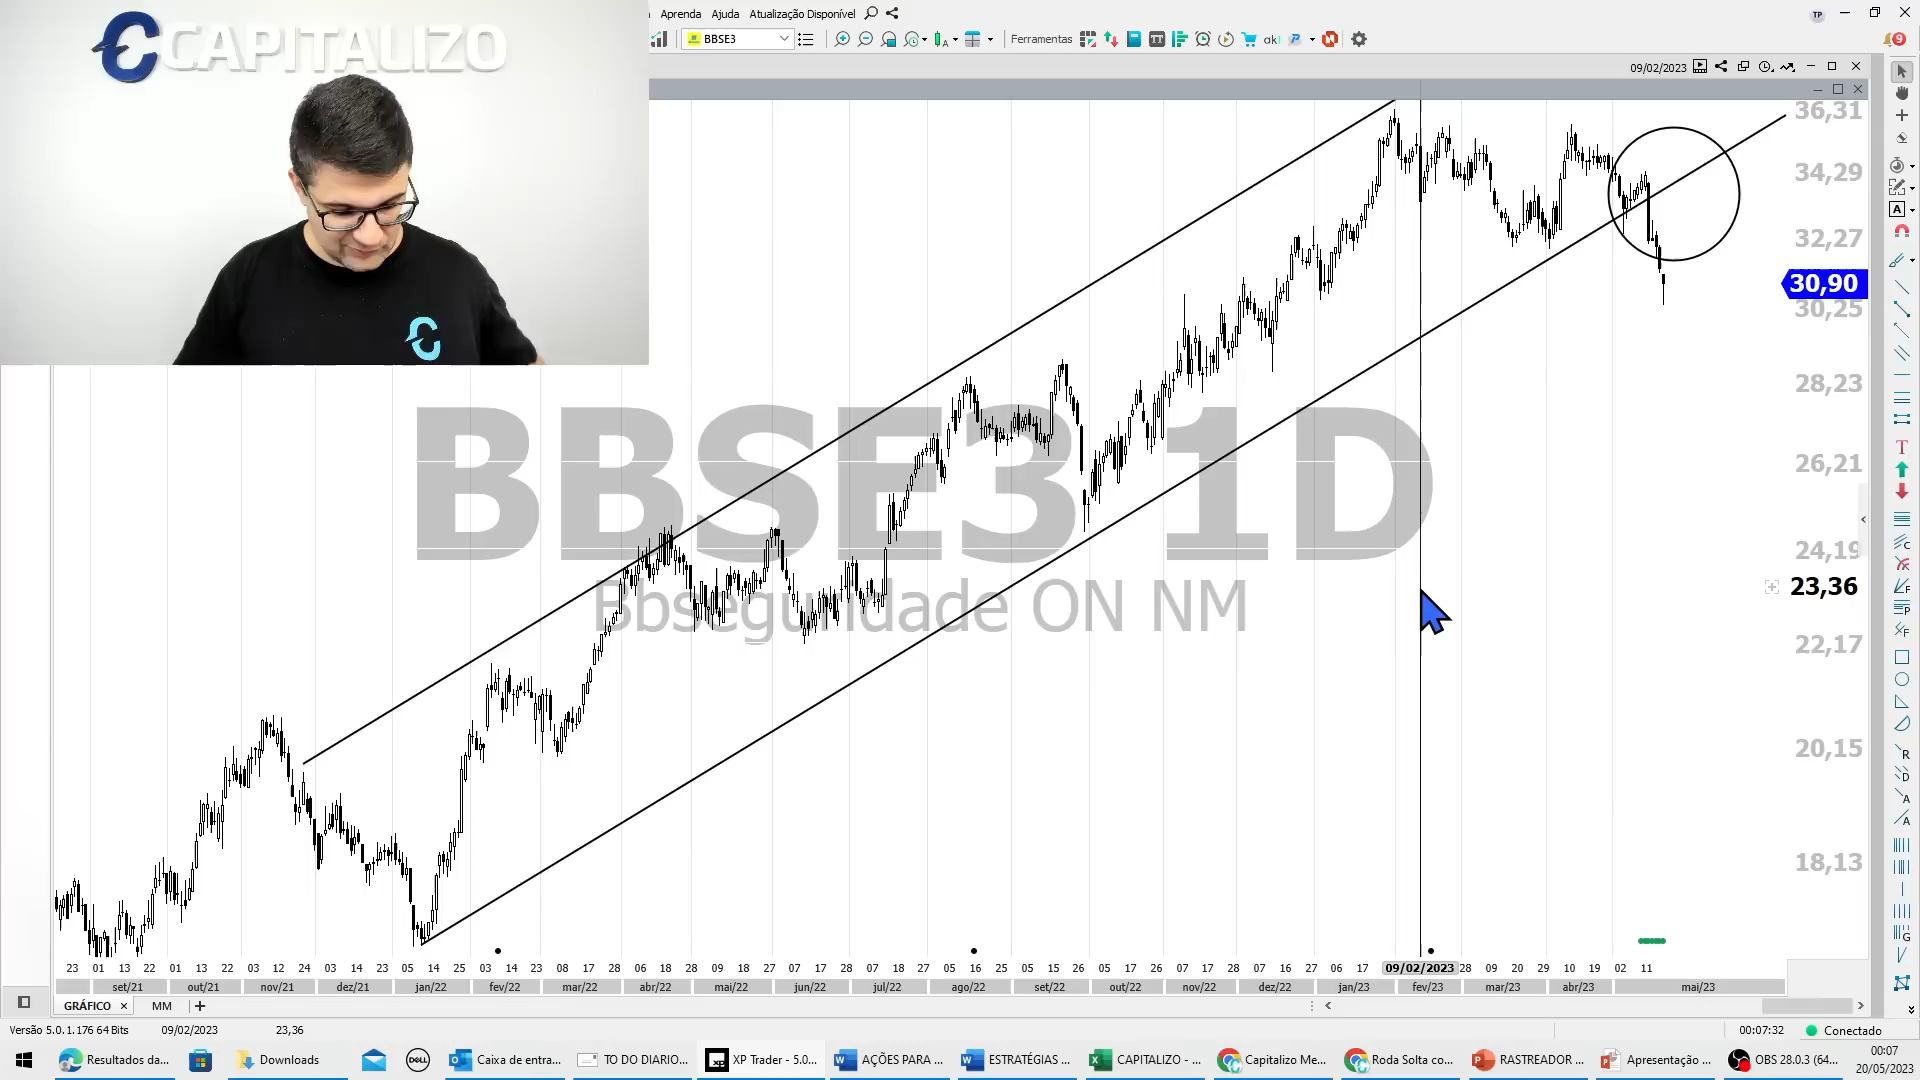 CAPITALIZO
Aprenda Ajuda Atualização Disponível
TP
BBSE3
Ferramentas
9
09/02/2023
36,31
34,29
32,27
30,90
30,25
28,23
26,21
24,19
23,36
22,17
20,15
18,13
BBSE3 1D
Bbseguridade ON NM
23 01 13 22 01 13 22 03 12 24 03 14 23 05 14 25 03 14 23 08 17 28 06 18 28 09 18 27 07 17 28 07 18 27 05 16 25 05 15 26 05 17 26 07 17 28 07 16 27 06 17 09/02/2023 28 09 20 29 10 19 02 11
set/21 out/21 nov/21 dez/21 jan/22 fev/22 mar/22 abr/22 mai/22 jun/22 jul/22 ago/22 set/22 out/22 nov/22 dez/22 jan/23 fev/23 mar/23 abr/23 mai/23
GRÁFICO × MM +
Versão 5.0.1.176 64 Bits 09/02/2023 23,36 00:07:32 Conectado
Resultados da... Downloads DELL Caixa de entra... TO DO DIARIO... XP Trader - 5.0... AÇÕES PARA ... ESTRATÉGIAS ... CAPITALIZO - ... Capitalizo Me... Roda Solta co... RASTREADOR ... Apresentação ... OBS 28.0.3 (64... 00:07
20/05/2023